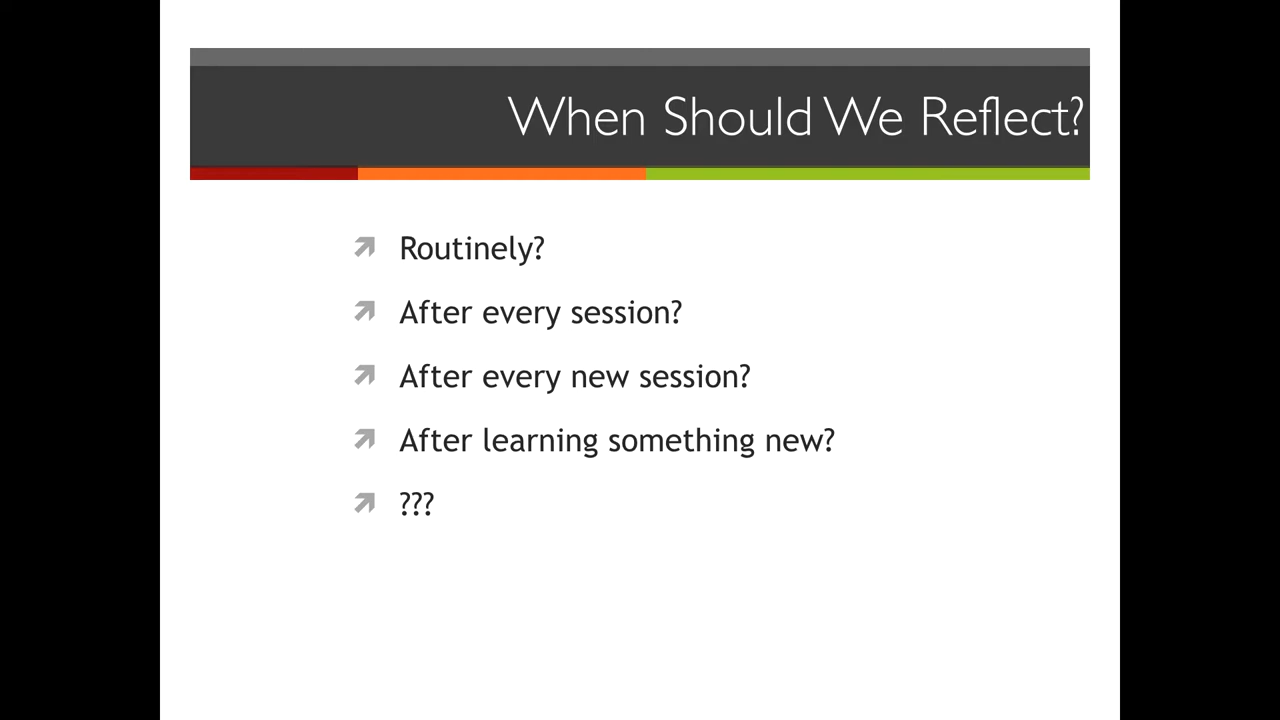 When Should We Reflect?
Routinely?
After every session?
After every new session?
After learning something new?
???